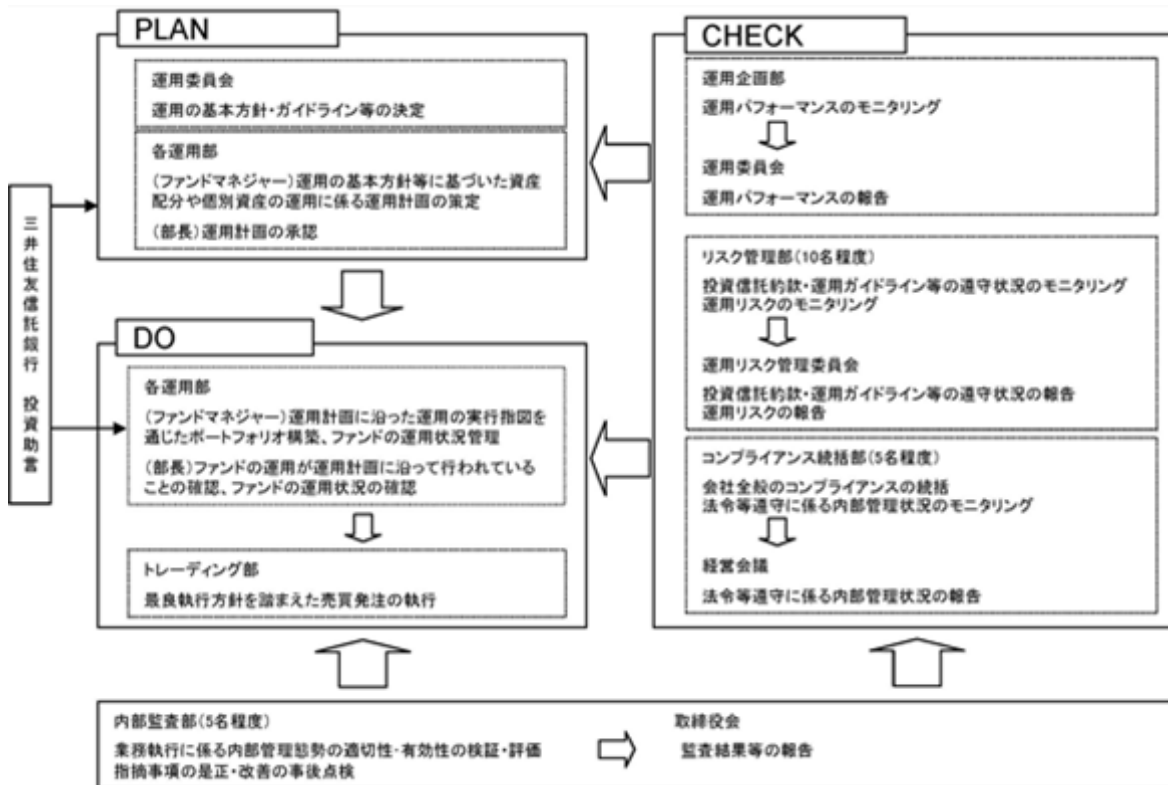 PLAN
運用委員会
運用の基本方針・ガイドライン等の決定
各運用部
(ファンドマネジャー)運用の基本方針等に基づいた資産
配分や個別資産の運用に係る運用計画の策定
(部長)運用計画の承認
三井住友信託銀行 投資助言
DO
各運用部
(ファンドマネジャー)運用計画に沿った運用の実行指図を
通じたポートフォリオ構築、ファンドの運用状況管理
(部長)ファンドの運用が運用計画に沿って行われている
ことの確認、ファンドの運用状況の確認
トレーディング部
最良執行方針を踏まえた売買発注の執行
CHECK
運用企画部
運用パフォーマンスのモニタリング
運用委員会
運用パフォーマンスの報告
リスク管理部(10名程度)
投資信託約款・運用ガイドライン等の遵守状況のモニタリング
運用リスクのモニタリング
運用リスク管理委員会
投資信託約款・運用ガイドライン等の遵守状況の報告
運用リスクの報告
コンプライアンス統括部(5名程度)
会社全般のコンプライアンスの統括
法令等遵守に係る内部管理状況のモニタリング
経営会議
法令等遵守に係る内部管理状況の報告
内部監査部(5名程度)
業務執行に係る内部管理態勢の適切性・有効性の検証・評価
指摘事項の是正・改善の事後点検
取締役会
監査結果等の報告